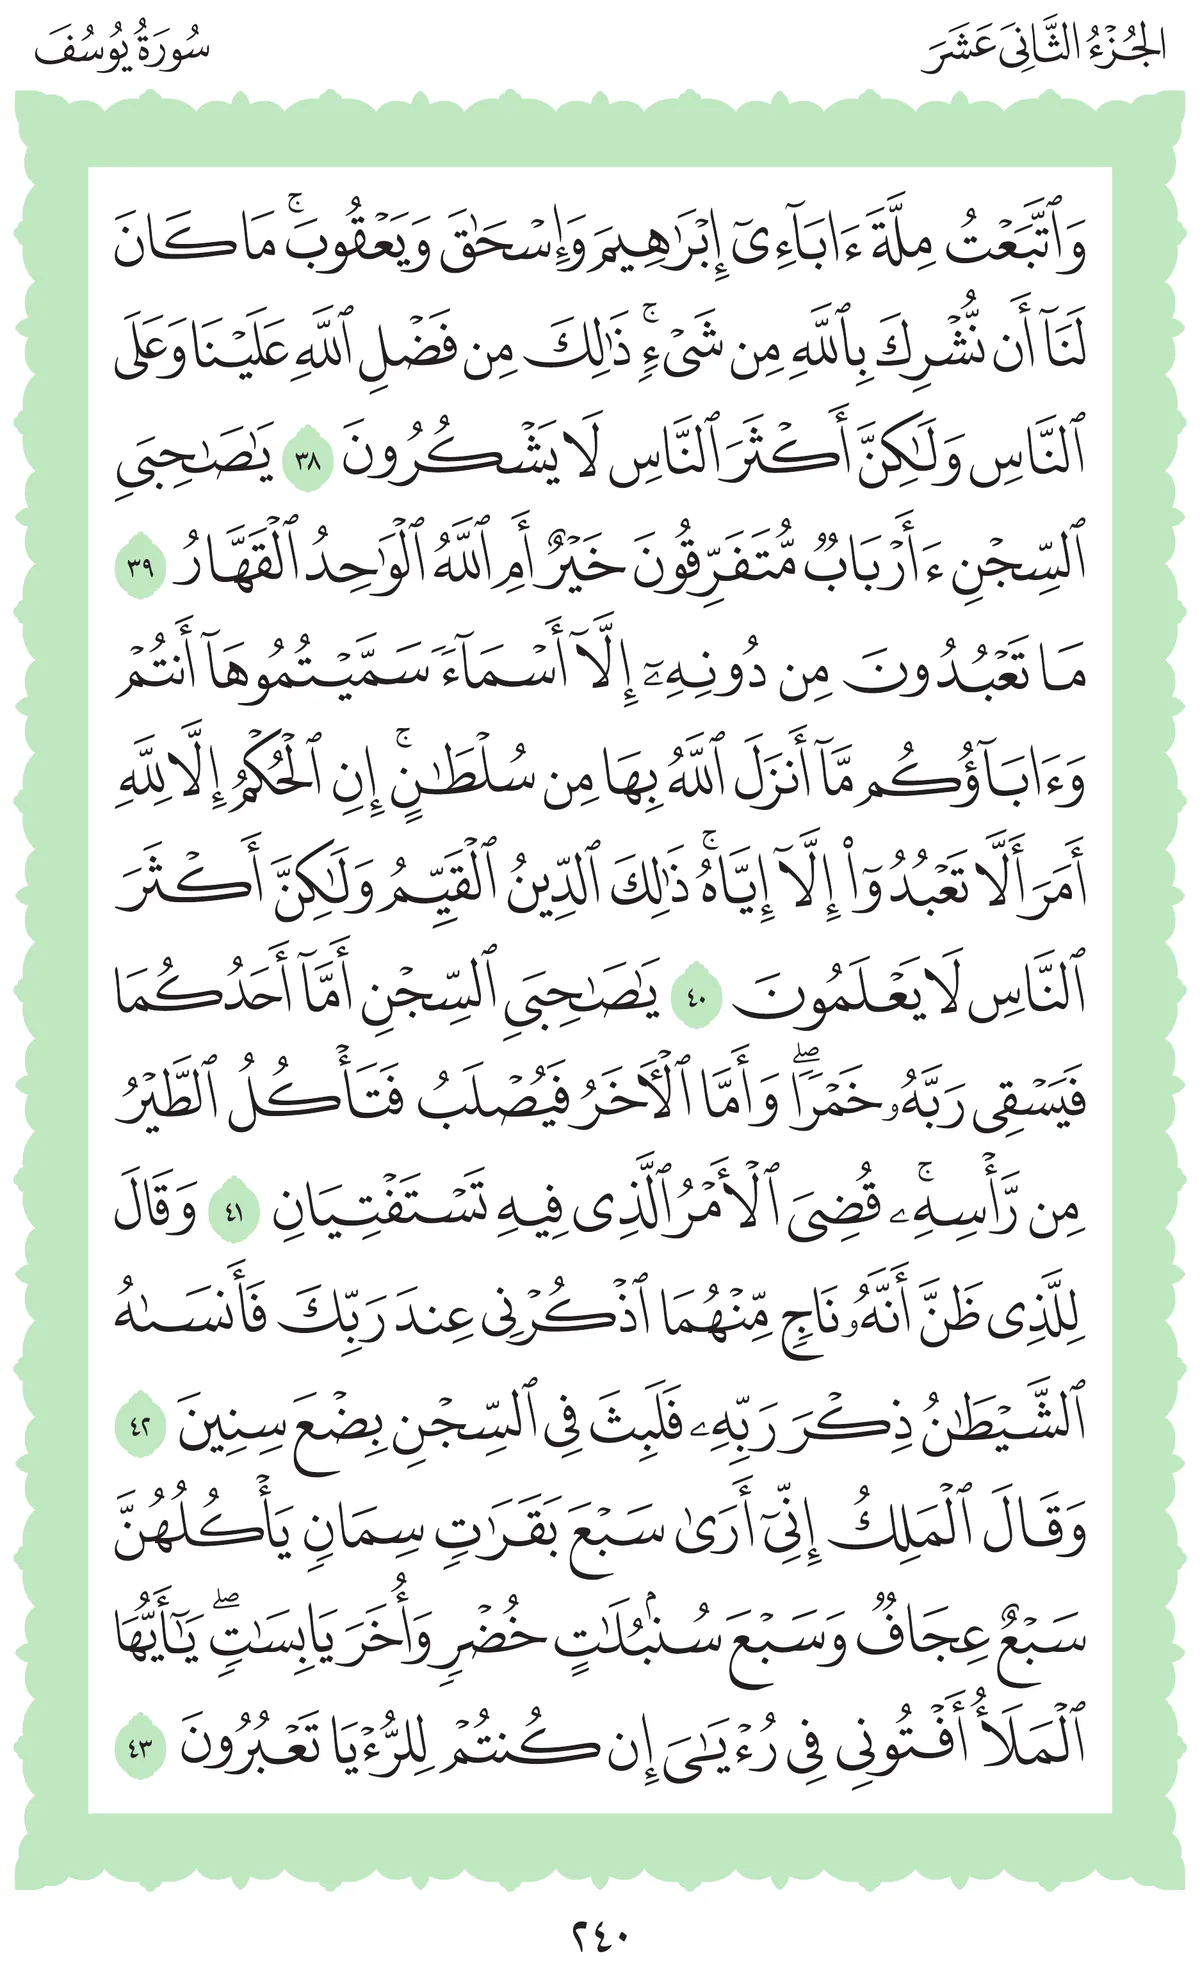 الجُزْءُ الثَّانِيَ عَشَرَ
سُورَةُ يُوسُفَ
وَٱتَّبَعْتُ مِلَّةَ ءَابَآءِىٓ إِبْرَٰهِيمَ وَإِسْحَٰقَ وَيَعْقُوبَ ۚ مَا كَانَ
لَنَآ أَن نُّشْرِكَ بِٱللَّهِ مِن شَىْءٍ ۚ ذَٰلِكَ مِن فَضْلِ ٱللَّهِ عَلَيْنَا وَعَلَى
ٱلنَّاسِ وَلَٰكِنَّ أَكْثَرَ ٱلنَّاسِ لَا يَشْكُرُونَ ٣٨ يَٰصَٰحِبَىِ
ٱلسِّجْنِ ءَأَرْبَابٌ مُّتَفَرِّقُونَ خَيْرٌ أَمِ ٱللَّهُ ٱلْوَٰحِدُ ٱلْقَهَّارُ ٣٩
مَا تَعْبُدُونَ مِن دُونِهِۦٓ إِلَّآ أَسْمَآءً سَمَّيْتُمُوهَآ أَنتُمْ
وَءَابَآؤُكُم مَّآ أَنزَلَ ٱللَّهُ بِهَا مِن سُلْطَٰنٍ ۚ إِنِ ٱلْحُكْمُ إِلَّا لِلَّهِ
أَمَرَ أَلَّا تَعْبُدُوٓا۟ إِلَّآ إِيَّاهُ ۚ ذَٰلِكَ ٱلدِّينُ ٱلْقَيِّمُ وَلَٰكِنَّ أَكْثَرَ
ٱلنَّاسِ لَا يَعْلَمُونَ ٤٠ يَٰصَٰحِبَىِ ٱلسِّجْنِ أَمَّآ أَحَدُكُمَا
فَيَسْقِى رَبَّهُۥ خَمْرًا ۖ وَأَمَّا ٱلْـَٔاخَرُ فَيُصْلَبُ فَتَأْكُلُ ٱلطَّيْرُ
مِن رَّأْسِهِۦ ۚ قُضِىَ ٱلْأَمْرُ ٱلَّذِى فِيهِ تَسْتَفْتِيَانِ ٤١ وَقَالَ
لِلَّذِى ظَنَّ أَنَّهُۥ نَاجٍ مِّنْهُمَا ٱذْكُرْنِى عِندَ رَبِّكَ فَأَنسَىٰهُ
ٱلشَّيْطَٰنُ ذِكْرَ رَبِّهِۦ فَلَبِثَ فِى ٱلسِّجْنِ بِضْعَ سِنِينَ ٤٢
وَقَالَ ٱلْمَلِكُ إِنِّىٓ أَرَىٰ سَبْعَ بَقَرَٰتٍ سِمَانٍ يَأْكُلُهُنَّ
سَبْعٌ عِجَافٌ وَسَبْعَ سُنۢبُلَٰتٍ خُضْرٍ وَأُخَرَ يَابِسَٰتٍ ۖ يَٰٓأَيُّهَا
ٱلْمَلَأُ أَفْتُونِى فِى رُءْيَٰىَ إِن كُنتُمْ لِلرُّءْيَا تَعْبُرُونَ ٤٣
٢٤٠